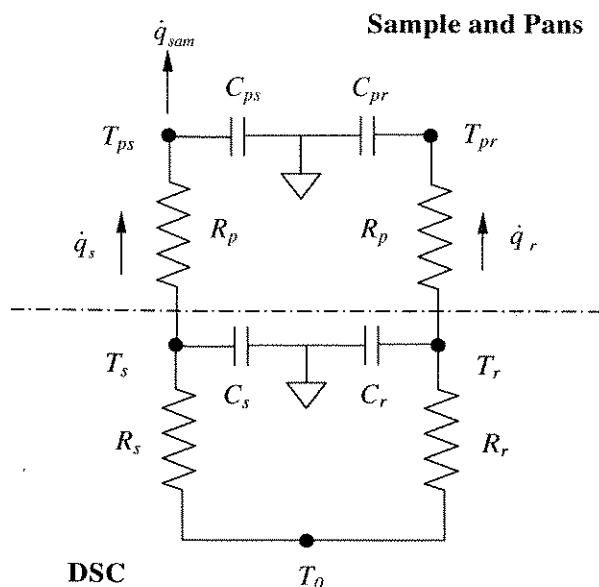 q̇sam
Sample and Pans
Cps Cpr
Tps Tpr
q̇s Rp Rp q̇r
Ts Tr
Cs Cr
Rs Rr
DSC T0